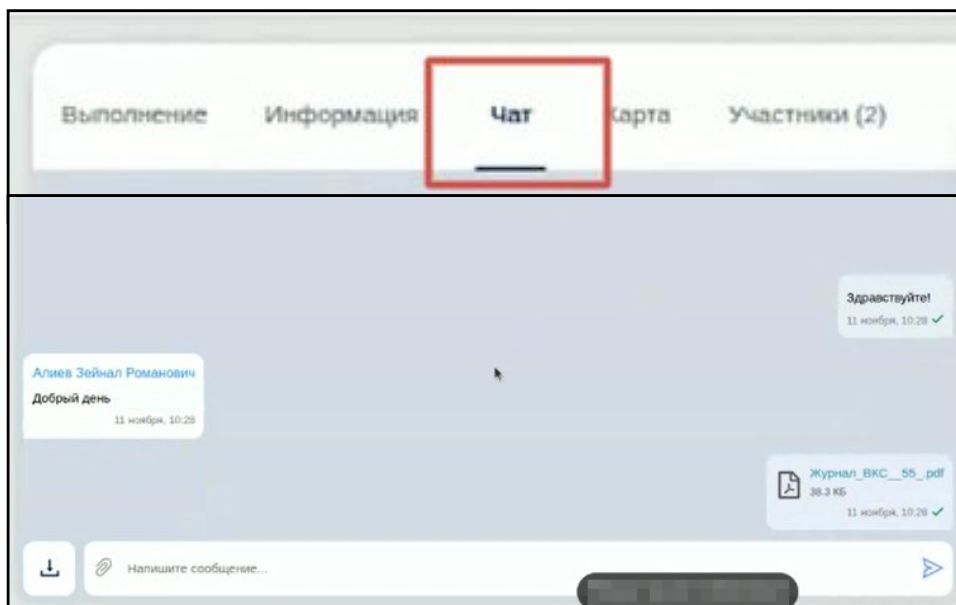 Выполнение Информация Чат Карта Участники (2)
Здравствуйте!
11 ноября, 10:28
Алиев Зейнал Романович
Добрый день
11 ноября, 10:28
Журнал_ВКС__55_.pdf
38.3 КБ
11 ноября, 10:28
Напишите сообщение...